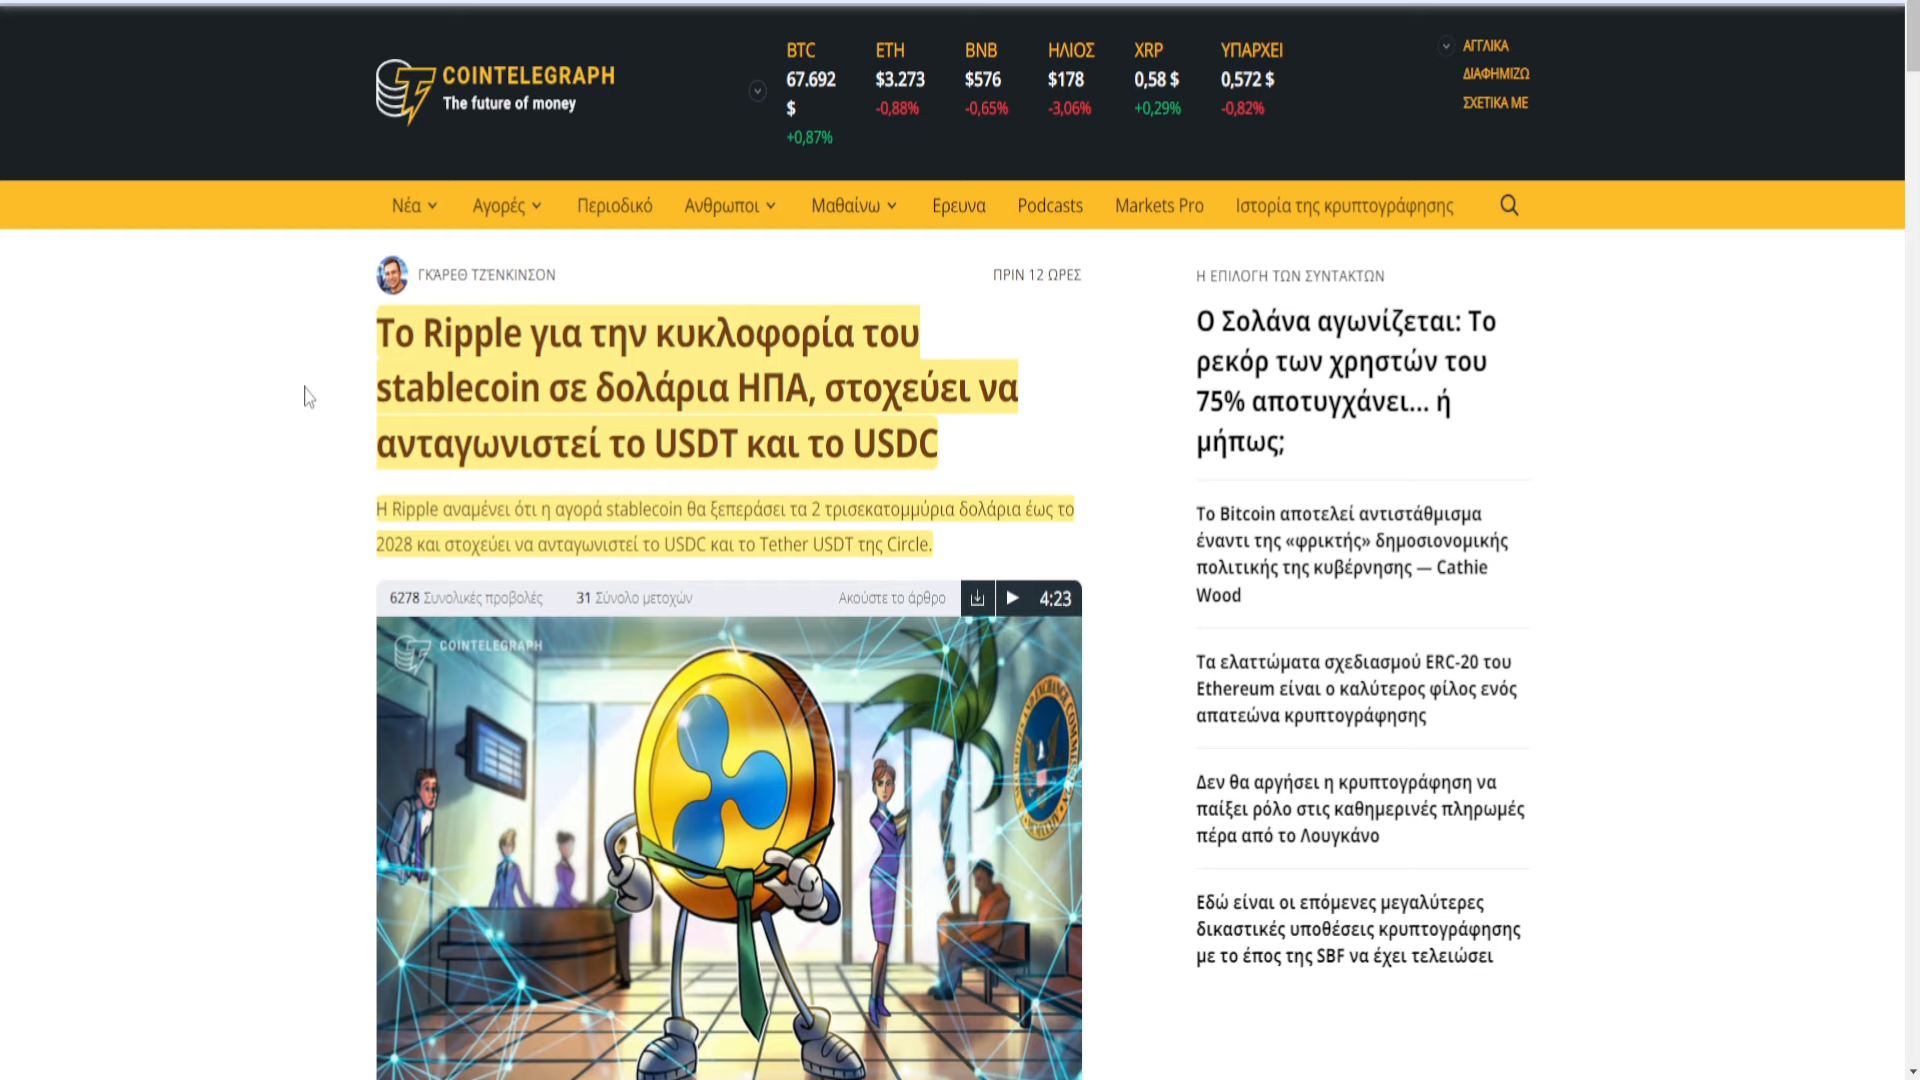 COINTELEGRAPH
The future of money
BTC
67.692
$
+0,87%
ETH
$3.273
-0,88%
BNB
$576
-0,65%
ΗΛΙΟΣ
$178
-3,06%
XRP
0,58 $
+0,29%
ΥΠΑΡΧΕΙ
0,572 $
-0,82%
ΑΓΓΛΙΚΑ
ΔΙΑΦΗΜΙΖΩ
ΣΧΕΤΙΚΑ ΜΕ
Νέα
Αγορές
Περιοδικό
Ανθρωποι
Μαθαίνω
Ερευνα
Podcasts
Markets Pro
Ιστορία της κρυπτογράφησης
ΓΚΆΡΕΘ ΤΖΈΝΚΙΝΣΟΝ
ΠΡΙΝ 12 ΩΡΕΣ
Το Ripple για την κυκλοφορία του
stablecoin σε δολάρια ΗΠΑ, στοχεύει να
ανταγωνιστεί το USDT και το USDC
Η Ripple αναμένει ότι η αγορά stablecoin θα ξεπεράσει τα 2 τρισεκατομμύρια δολάρια έως το
2028 και στοχεύει να ανταγωνιστεί το USDC και το Tether USDT της Circle.
6278 Συνολικές προβολές
31 Σύνολο μετοχών
Ακούστε το άρθρο
4:23
COINTELEGRAPH
Η ΕΠΙΛΟΓΗ ΤΩΝ ΣΥΝΤΑΚΤΩΝ
Ο Σολάνα αγωνίζεται: Το
ρεκόρ των χρηστών του
75% αποτυγχάνει... ή
μήπως;
Το Bitcoin αποτελεί αντιστάθμισμα
έναντι της «φρικτής» δημοσιονομικής
πολιτικής της κυβέρνησης — Cathie
Wood
Τα ελαττώματα σχεδιασμού ERC-20 του
Ethereum είναι ο καλύτερος φίλος ενός
απατεώνα κρυπτογράφησης
Δεν θα αργήσει η κρυπτογράφηση να
παίξει ρόλο στις καθημερινές πληρωμές
πέρα από το Λουγκάνο
Εδώ είναι οι επόμενες μεγαλύτερες
δικαστικές υποθέσεις κρυπτογράφησης
με το έπος της SBF να έχει τελειώσει